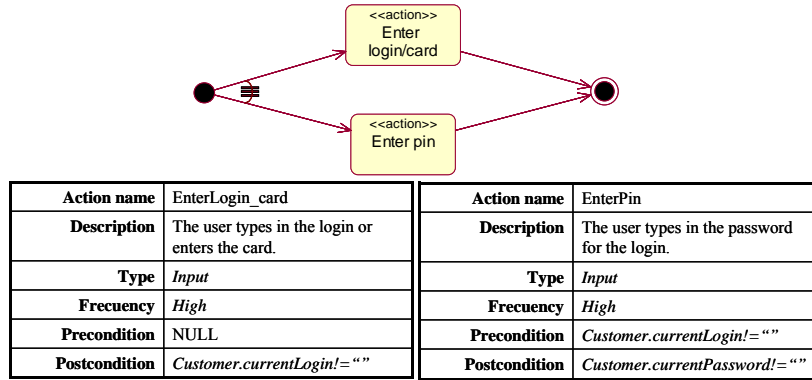 <<action>>
Enter
login/card
<<action>>
Enter pin
Action name EnterLogin_card
Description The user types in the login or
enters the card.
Type Input
Frecuency High
Precondition NULL
Postcondition Customer.currentLogin!=“”
Action name EnterPin
Description The user types in the password
for the login.
Type Input
Frecuency High
Precondition Customer.currentLogin!=“”
Postcondition Customer.currentPassword!=“”